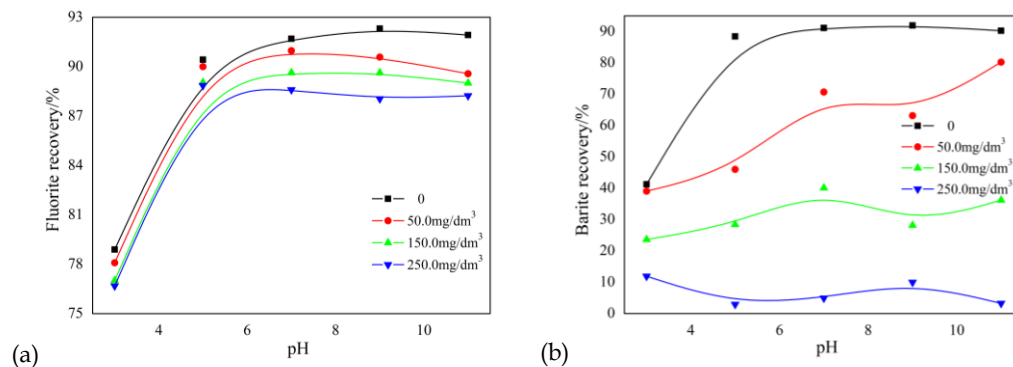 93
90
87
84
81
78
75
Fluorite recovery/%
4
6
8
10
pH
0
50.0mg/dm³
150.0mg/dm³
250.0mg/dm³
(a)
90
80
70
60
50
40
30
20
10
0
Barite recovery/%
4
6
8
10
pH
0
50.0mg/dm³
150.0mg/dm³
250.0mg/dm³
(b)